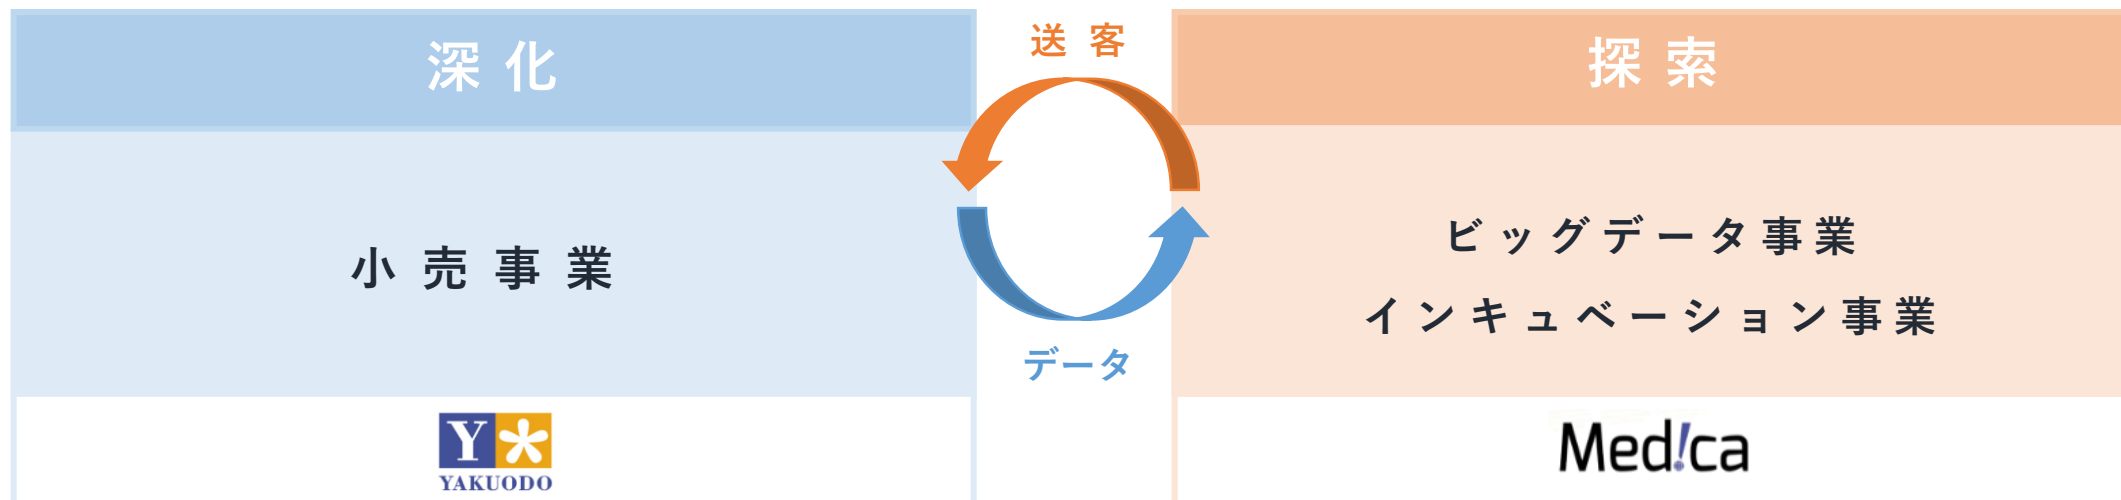 深化
送客
探索
小売事業
ビッグデータ事業
インキュベーション事業
データ
Y*
YAKUODO
Med!ca